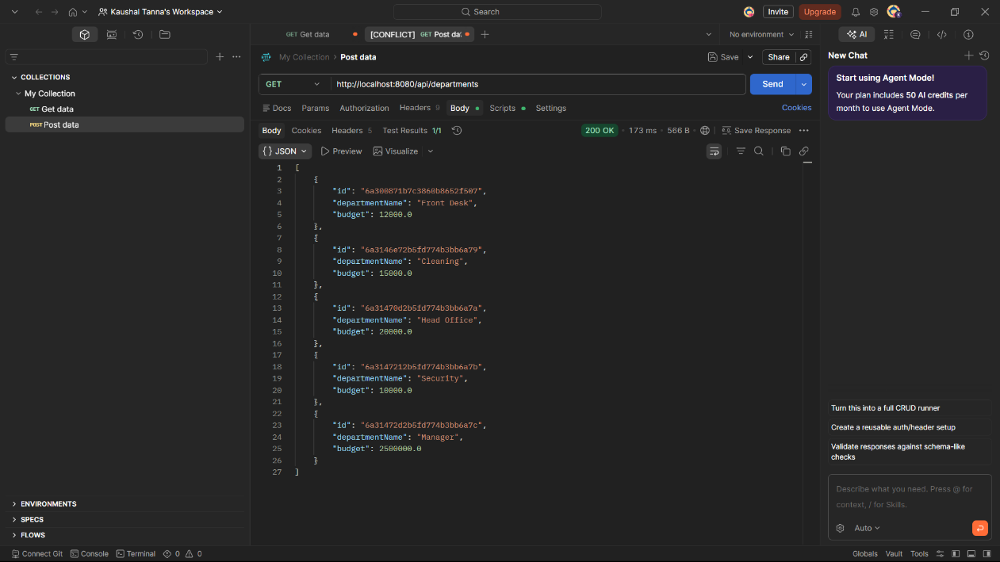 Kaushal Tanna's Workspace
Search
Invite
Upgrade
GET Get data
[CONFLICT] GET Post da
No environment
AI
New Chat
COLLECTIONS
My Collection
GET Get data
POST Post data
My Collection > Post data
Save
Share
GET
http://localhost:8080/api/departments
Send
Docs Params Authorization Headers 9 Body Scripts Settings
Cookies
Body Cookies Headers 5 Test Results 1/1
200 OK • 173 ms • 566 B
Save Response
{} JSON Preview Visualize
1 [
2 {
3 "id": "6a300871b7c3860b8652f507",
4 "departmentName": "Front Desk",
5 "budget": 12000.0
6 },
7 {
8 "id": "6a3146e72b5fd774b3bb6a79",
9 "departmentName": "Cleaning",
10 "budget": 15000.0
11 },
12 {
13 "id": "6a31470d2b5fd774b3bb6a7a",
14 "departmentName": "Head Office",
15 "budget": 20000.0
16 },
17 {
18 "id": "6a3147212b5fd774b3bb6a7b",
19 "departmentName": "Security",
20 "budget": 10000.0
21 },
22 {
23 "id": "6a31472d2b5fd774b3bb6a7c",
24 "departmentName": "Manager",
25 "budget": 2500000.0
26 }
27 ]
Start using Agent Mode!
Your plan includes 50 AI credits per
month to use Agent Mode.
Turn this into a full CRUD runner
Create a reusable auth/header setup
Validate responses against schema-like
checks
Describe what you need. Press @ for
context, / for Skills.
Auto
ENVIRONMENTS
SPECS
FLOWS
Connect Git Console Terminal 0 0
Globals Vault Tools